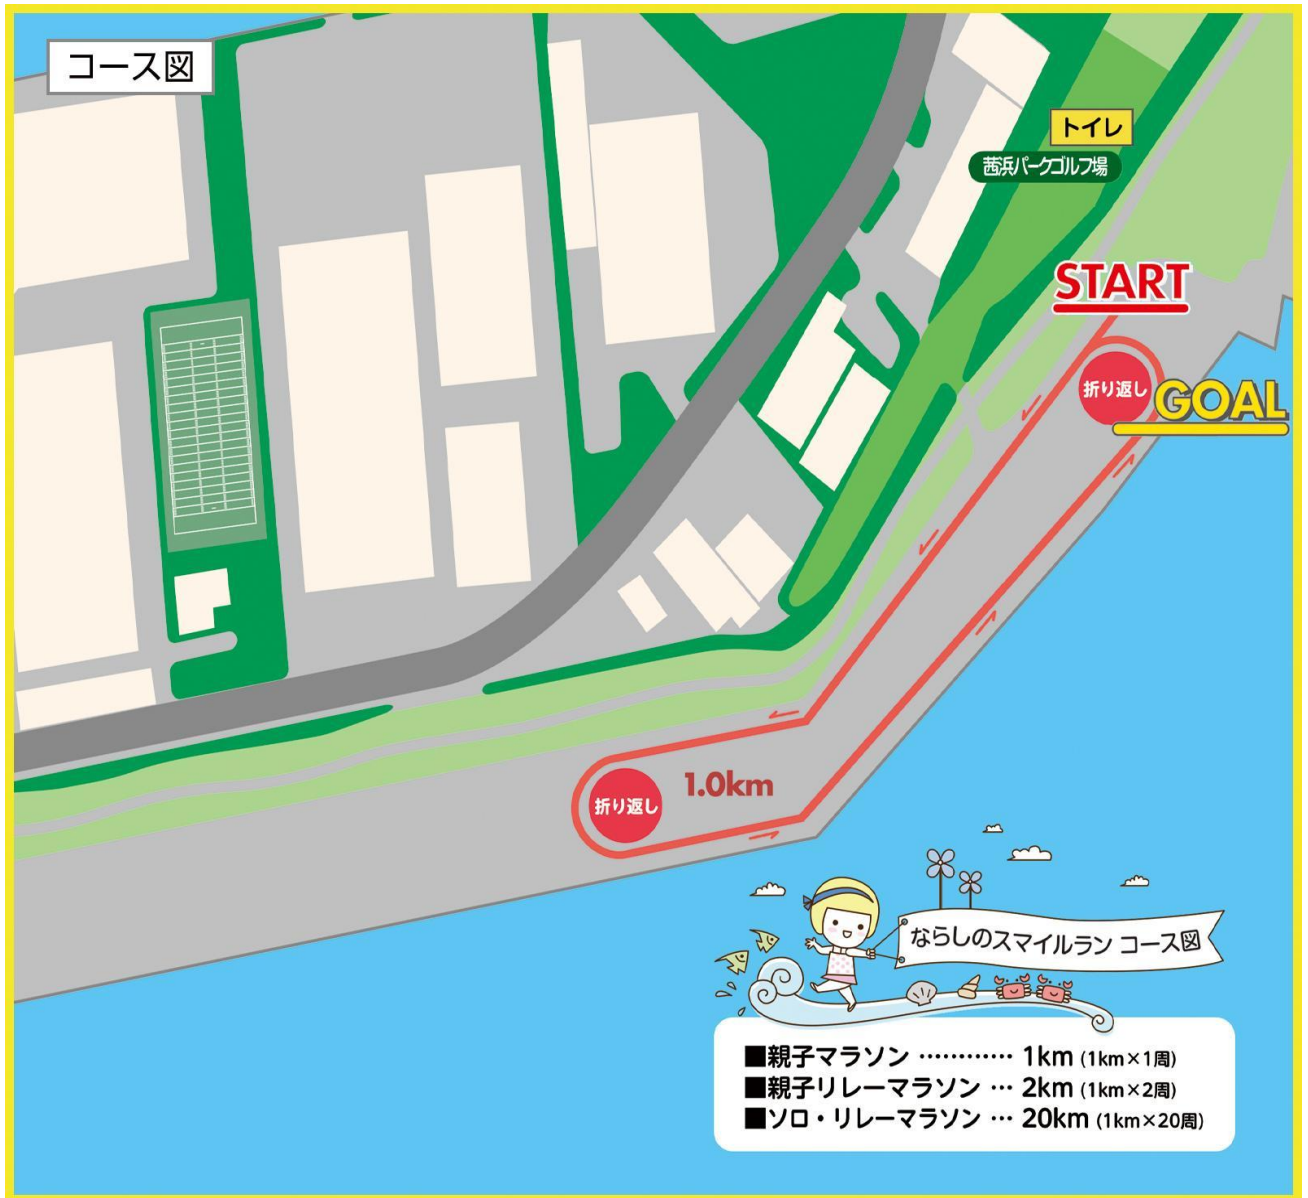 コース図
トイレ
茜浜パークゴルフ場
START
折り返し
GOAL
1.0km
折り返し
ならしのスマイルラン コース図
■親子マラソン ………… 1km (1km×1周)
■親子リレーマラソン … 2km (1km×2周)
■ソロ・リレーマラソン … 20km (1km×20周)